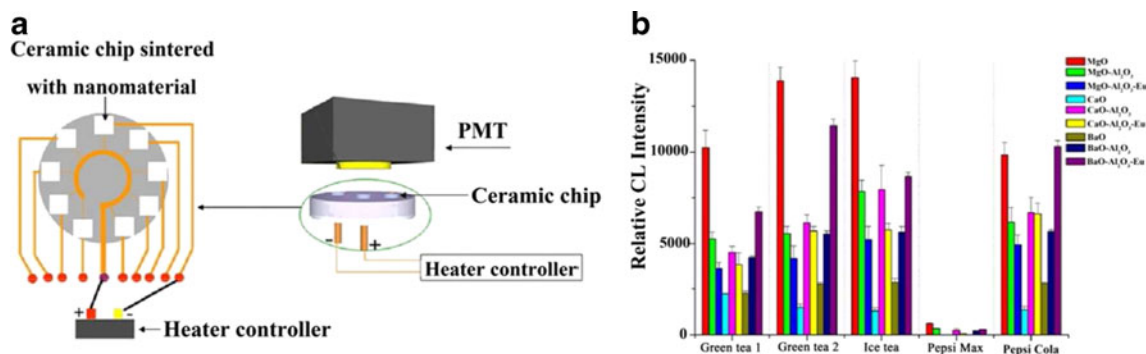 a
Ceramic chip sintered
with nanomaterial
PMT
Ceramic chip
- +
Heater controller
+ -
Heater controller
b
Relative CL Intensity
15000
10000
5000
0
Green tea 1 Green tea 2 Ice tea Pepsi Max Pepsi Cola
MgO
MgO-Al₂O₃
MgO-Al₂O₃-Eu
CaO
CaO-Al₂O₃
CaO-Al₂O₃-Eu
BaO
BaO-Al₂O₃
BaO-Al₂O₃-Eu